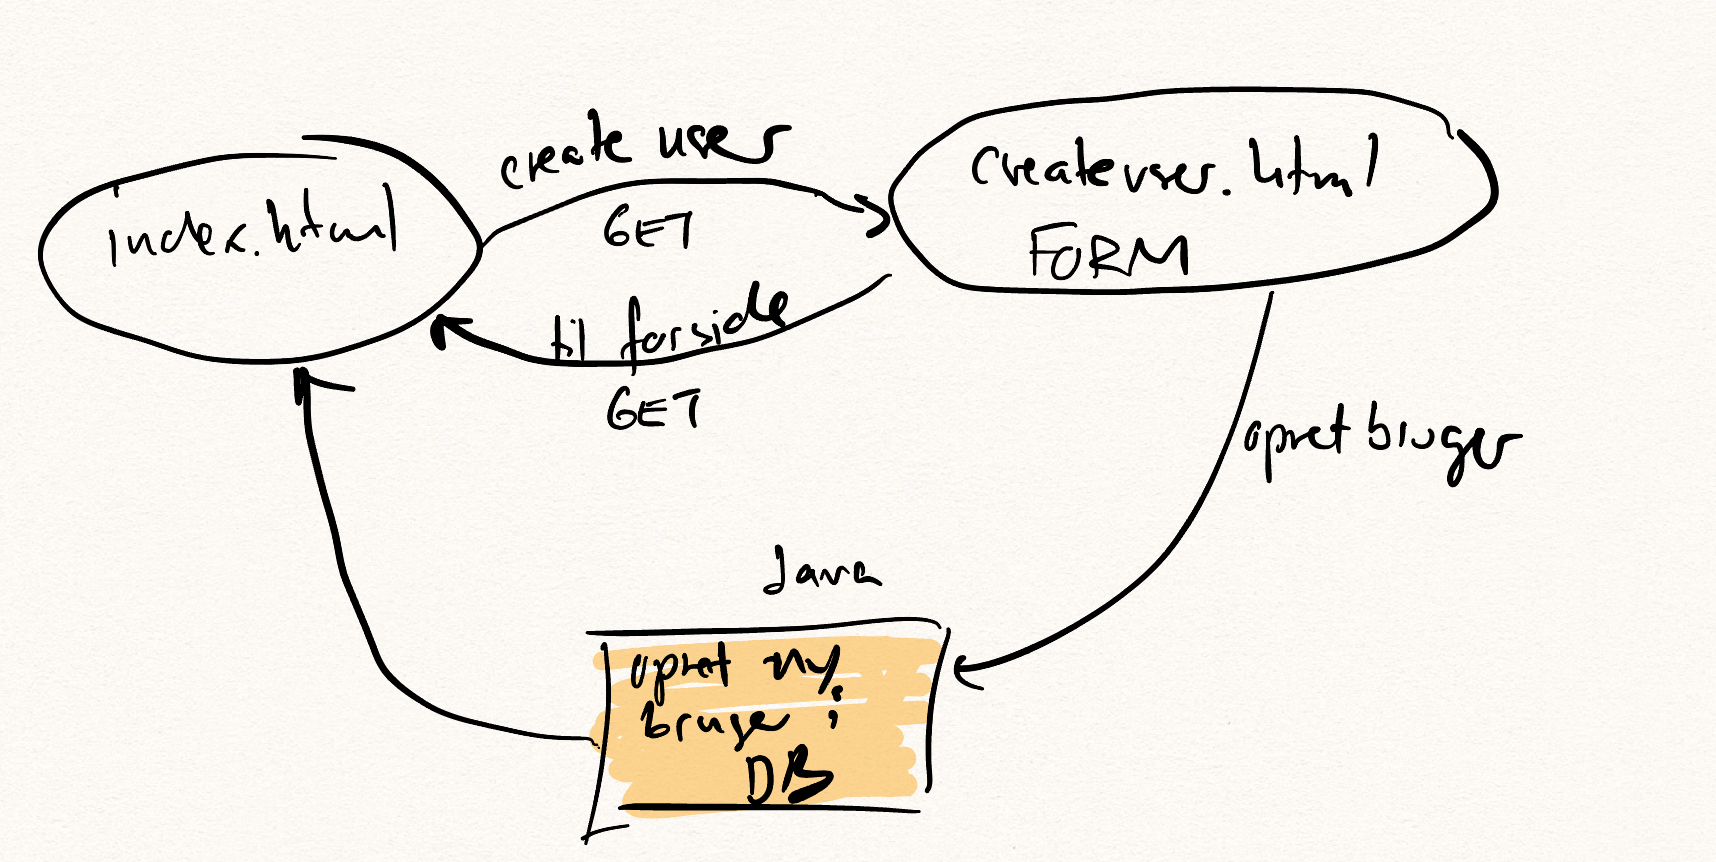 create user
index.html
GET
createuser.html
FORM
til forside
GET
opret bruger
Java
opret ny
bruger i
DB